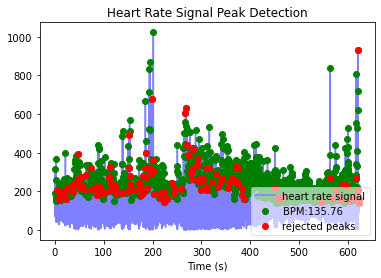 Heart Rate Signal Peak Detection
1000
800
600
400
200
0
heart rate signal
BPM:135.76
rejected peaks
0 100 200 300 400 500 600
Time (s)